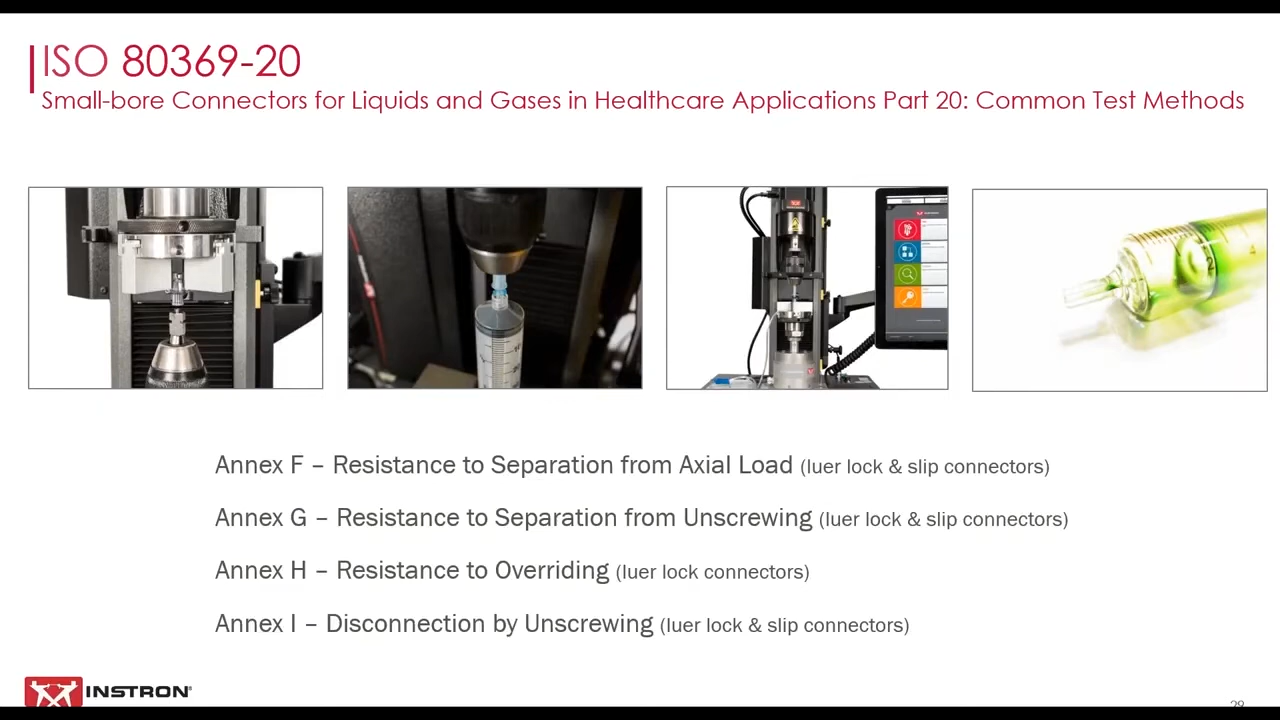 ISO 80369-20
Small-bore Connectors for Liquids and Gases in Healthcare Applications Part 20: Common Test Methods
Annex F – Resistance to Separation from Axial Load (luer lock & slip connectors)
Annex G – Resistance to Separation from Unscrewing (luer lock & slip connectors)
Annex H – Resistance to Overriding (luer lock connectors)
Annex I – Disconnection by Unscrewing (luer lock & slip connectors)
INSTRON®
29